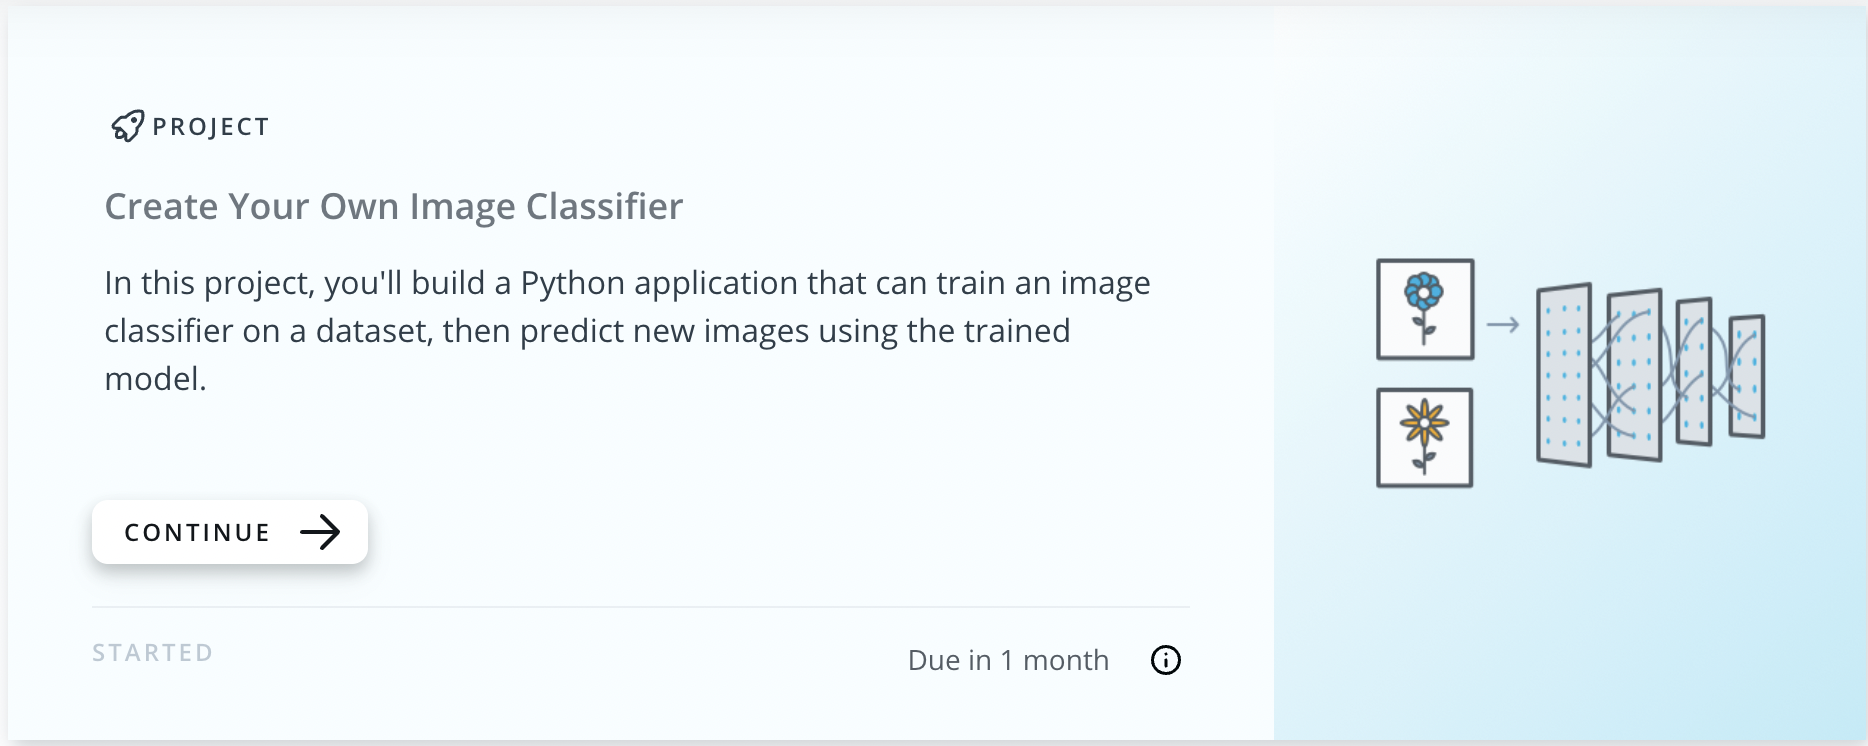 PROJECT
Create Your Own Image Classifier
In this project, you'll build a Python application that can train an image
classifier on a dataset, then predict new images using the trained
model.
CONTINUE
STARTED
Due in 1 month